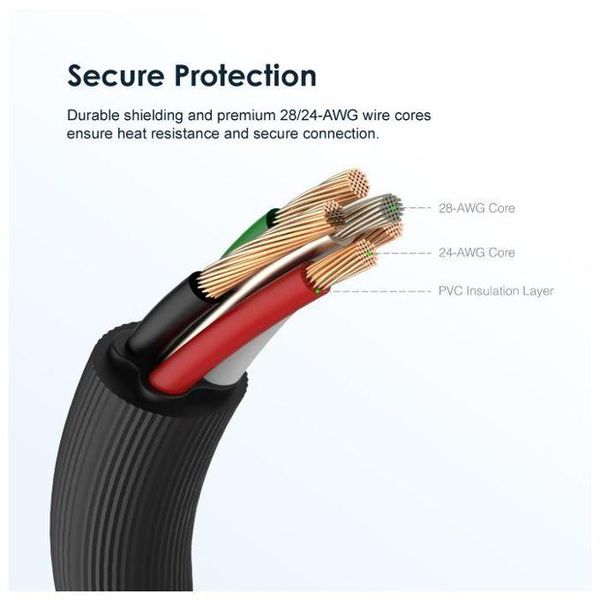 Secure Protection
Durable shielding and premium 28/24-AWG wire cores
ensure heat resistance and secure connection.
28-AWG Core
24-AWG Core
PVC Insulation Layer